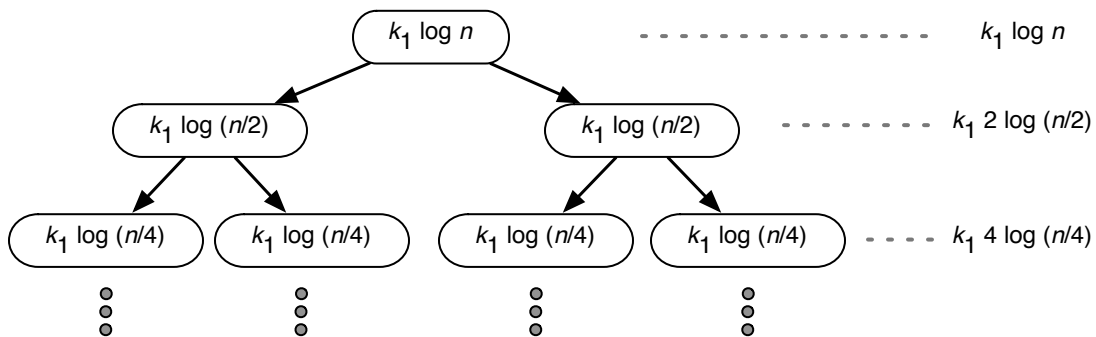 k₁ log n k₁ log n
k₁ log (n/2) k₁ log (n/2) k₁ 2 log (n/2)
k₁ log (n/4) k₁ log (n/4) k₁ log (n/4) k₁ log (n/4) k₁ 4 log (n/4)